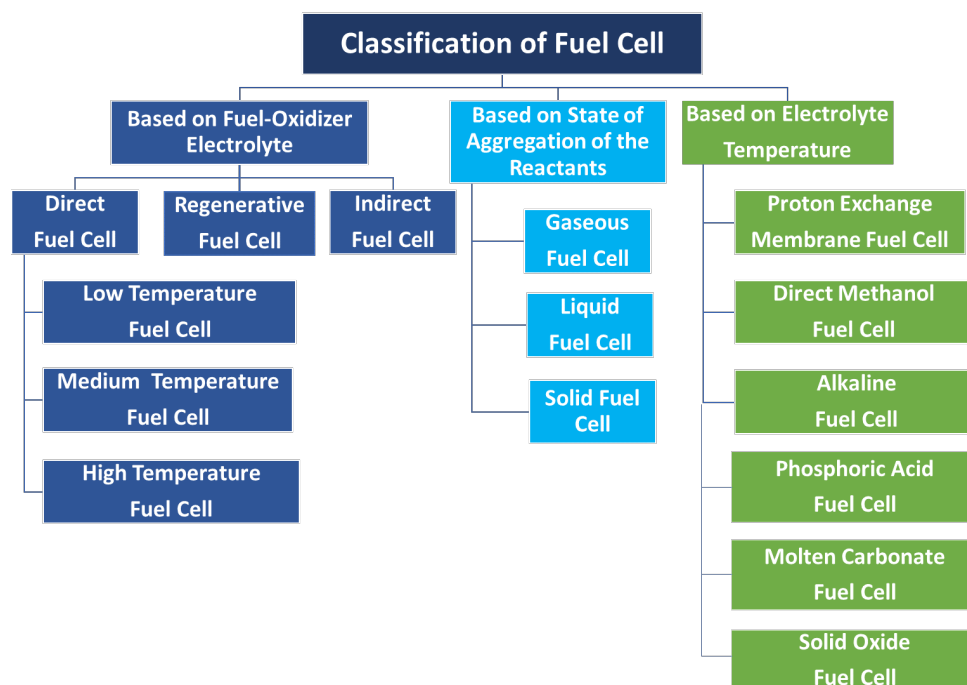 Classification of Fuel Cell
Based on Fuel-Oxidizer
Electrolyte
Direct
Fuel Cell
Regenerative
Fuel Cell
Indirect
Fuel Cell
Low Temperature
Fuel Cell
Medium Temperature
Fuel Cell
High Temperature
Fuel Cell
Based on State of
Aggregation of the
Reactants
Gaseous
Fuel Cell
Liquid
Fuel Cell
Solid Fuel
Cell
Based on Electrolyte
Temperature
Proton Exchange
Membrane Fuel Cell
Direct Methanol
Fuel Cell
Alkaline
Fuel Cell
Phosphoric Acid
Fuel Cell
Molten Carbonate
Fuel Cell
Solid Oxide
Fuel Cell